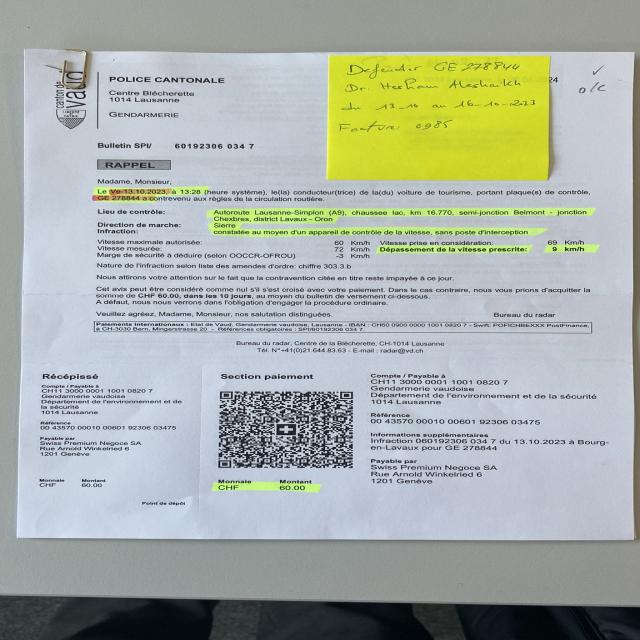 canton de
vaud
LIBERTÉ
ET
PATRIE
POLICE CANTONALE
Centre Blécherette
1014 Lausanne
GENDARMERIE
Defender GE 278844
Dr. Hesham Aleshaikh
du 13-10 au 16-10-2023
Facture: 0985
24
o/c
Bulletin SPI/ 60192306 034 7
RAPPEL
Madame, Monsieur,
Le Ve-13.10.2023, à 13:28 (heure système), le(la) conducteur(trice) de la(du) voiture de tourisme, portant plaque(s) de contrôle,
GE 278844 a contrevenu aux règles de la circulation routière.
Lieu de contrôle: Autoroute Lausanne-Simplon (A9), chaussee lac, km 16.770, semi-jonction Belmont - jonction
Chexbres, district Lavaux - Oron
Direction de marche: Sierre
Infraction: constatée au moyen d'un appareil de contrôle de la vitesse, sans poste d'interception
Vitesse maximale autorisée: 60 Km/h Vitesse prise en considération: 69 Km/h
Vitesse mesurée: 72 Km/h Dépassement de la vitesse prescrite: 9 km/h
Marge de sécurité à déduire (selon OOCCR-OFROU) -3 Km/h
Nature de l'infraction selon liste des amendes d'ordre: chiffre 303.3.b
Nous attirons votre attention sur le fait que la contravention citée en titre reste impayée à ce jour.
Cet avis peut être considéré comme nul s'il s'est croisé avec votre paiement. Dans le cas contraire, nous vous prions d'acquitter la
somme de CHF 60.00, dans les 10 jours, au moyen du bulletin de versement ci-dessous.
A défaut, nous nous verrons dans l'obligation d'engager la procédure ordinaire.
Veuillez agréer, Madame, Monsieur, nos salutation distinguées. Bureau du radar
Paiements internationaux : Etat de Vaud, Gendarmerie vaudoise, Lausanne - IBAN : CH60 0900 0000 1000 0820 7 - Swift: POFICHBEXXX PostFinance,
à CH-3030 Bern, Mingerstrasse 20 - Références obligatoires : SPI/60192306 034 7.
Bureau du radar, Centre de la Blécherette, CH-1014 Lausanne
Tél. N°+41(0)21.644.83.63 - E-mail : radar@vd.ch
Récépissé
Compte / Payable à
CH11 3000 0001 1001 0820 7
Gendarmerie vaudoise
Département de l'environnement et de
la sécurité
1014 Lausanne
Référence
00 43570 00010 00601 92306 03475
Payable par
Swiss Premium Negoce SA
Rue Arnold Winkelried 6
1201 Genève
Monnaie Montant
CHF 60.00
Point de dépôt
Section paiement
Monnaie Montant
CHF 60.00
Compte / Payable à
CH11 3000 0001 1001 0820 7
Gendarmerie vaudoise
Département de l'environnement et de la sécurité
1014 Lausanne
Référence
00 43570 00010 00601 92306 03475
Informations supplémentaires
Infraction 060192306 034 7 du 13.10.2023 à Bourg-
en-Lavaux pour GE 278844
Payable par
Swiss Premium Negoce SA
Rue Arnold Winkelried 6
1201 Genève